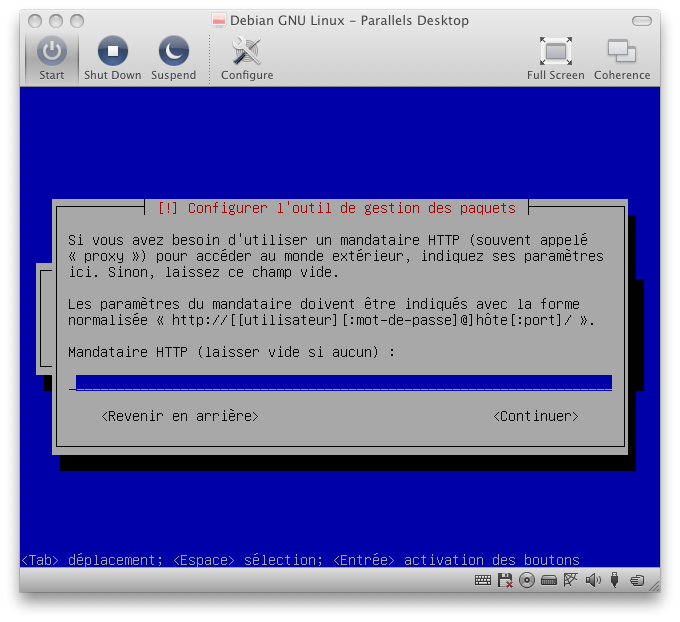 Debian GNU Linux – Parallels Desktop
Start Shut Down Suspend Configure Full Screen Coherence
[!] Configurer l'outil de gestion des paquets
Si vous avez besoin d'utiliser un mandataire HTTP (souvent appelé
« proxy ») pour accéder au monde extérieur, indiquez ses paramètres
ici. Sinon, laissez ce champ vide.
Les paramètres du mandataire doivent être indiqués avec la forme
normalisée « http://[[utilisateur][:mot-de-passe]@]hôte[:port]/ ».
Mandataire HTTP (laisser vide si aucun) :
<Revenir en arrière> <Continuer>
<Tab> déplacement; <Espace> sélection; <Entrée> activation des boutons